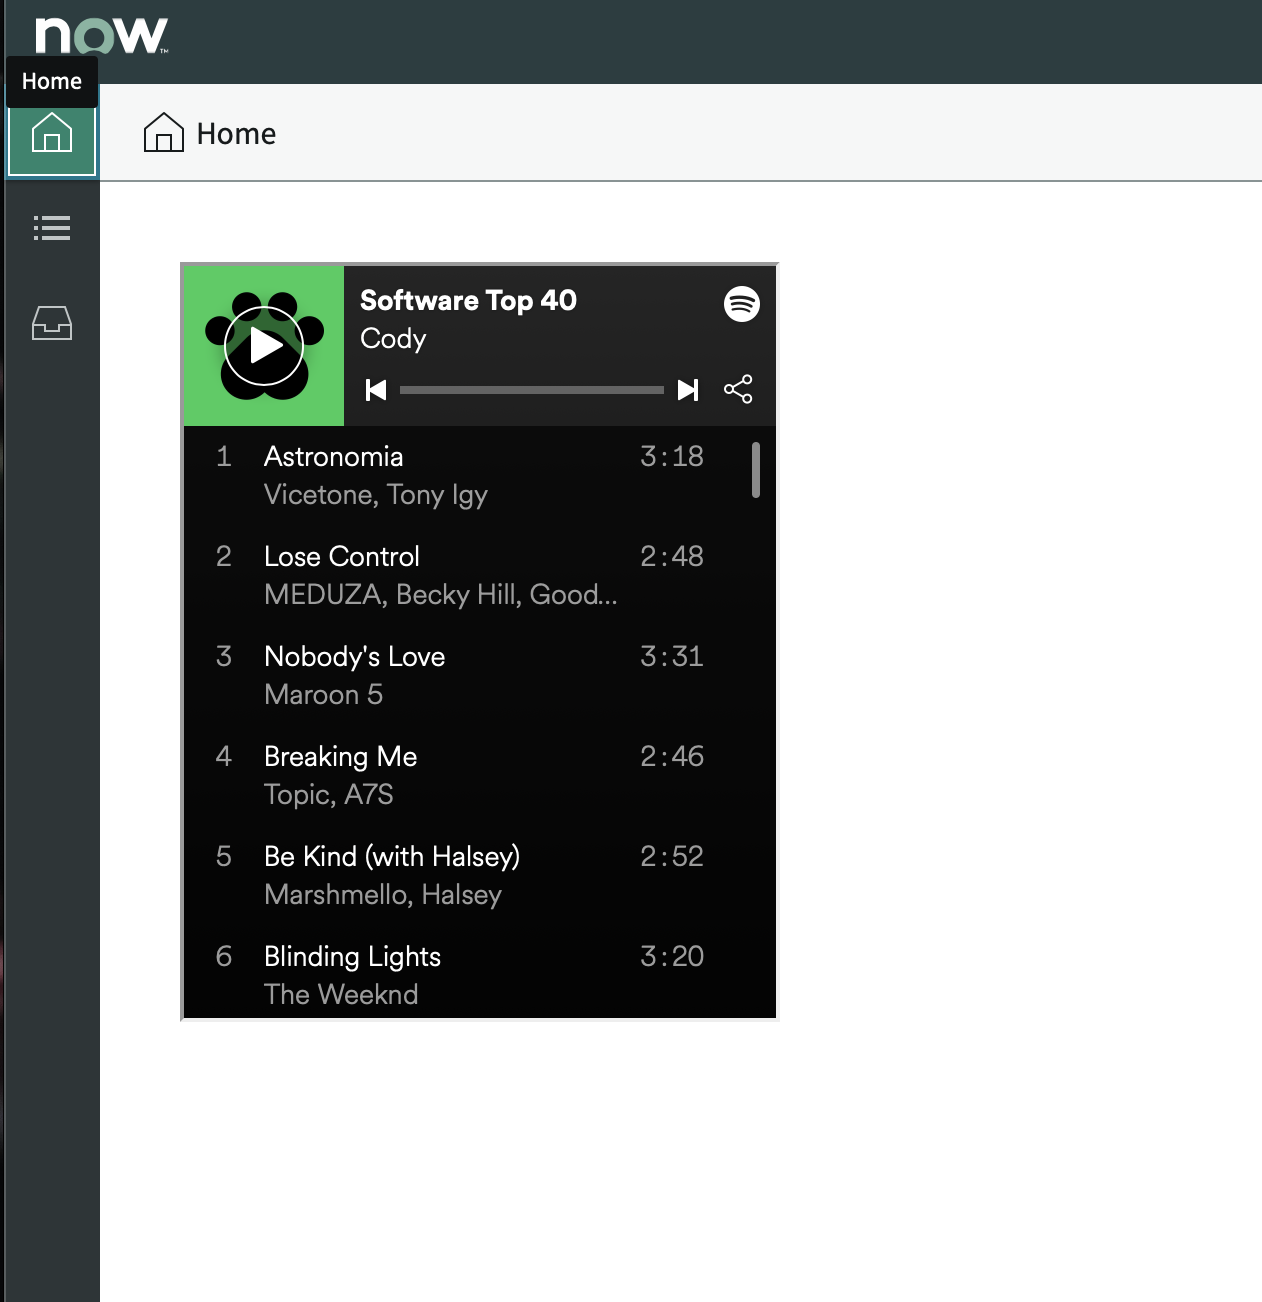 now™
Home
Home
Software Top 40
Cody
1 Astronomia 3:18
Vicetone, Tony Igy
2 Lose Control 2:48
MEDUZA, Becky Hill, Good...
3 Nobody's Love 3:31
Maroon 5
4 Breaking Me 2:46
Topic, A7S
5 Be Kind (with Halsey) 2:52
Marshmello, Halsey
6 Blinding Lights 3:20
The Weeknd